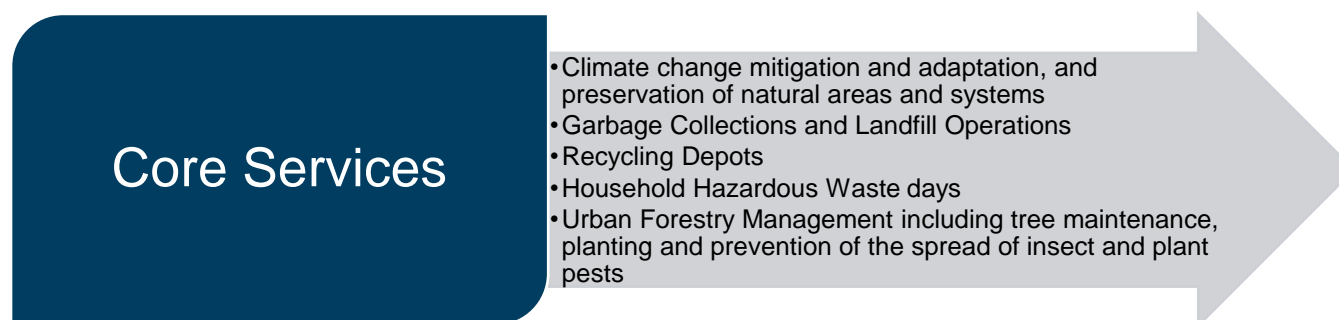 Core Services
•Climate change mitigation and adaptation, and
preservation of natural areas and systems
•Garbage Collections and Landfill Operations
•Recycling Depots
•Household Hazardous Waste days
•Urban Forestry Management including tree maintenance,
planting and prevention of the spread of insect and plant
pests